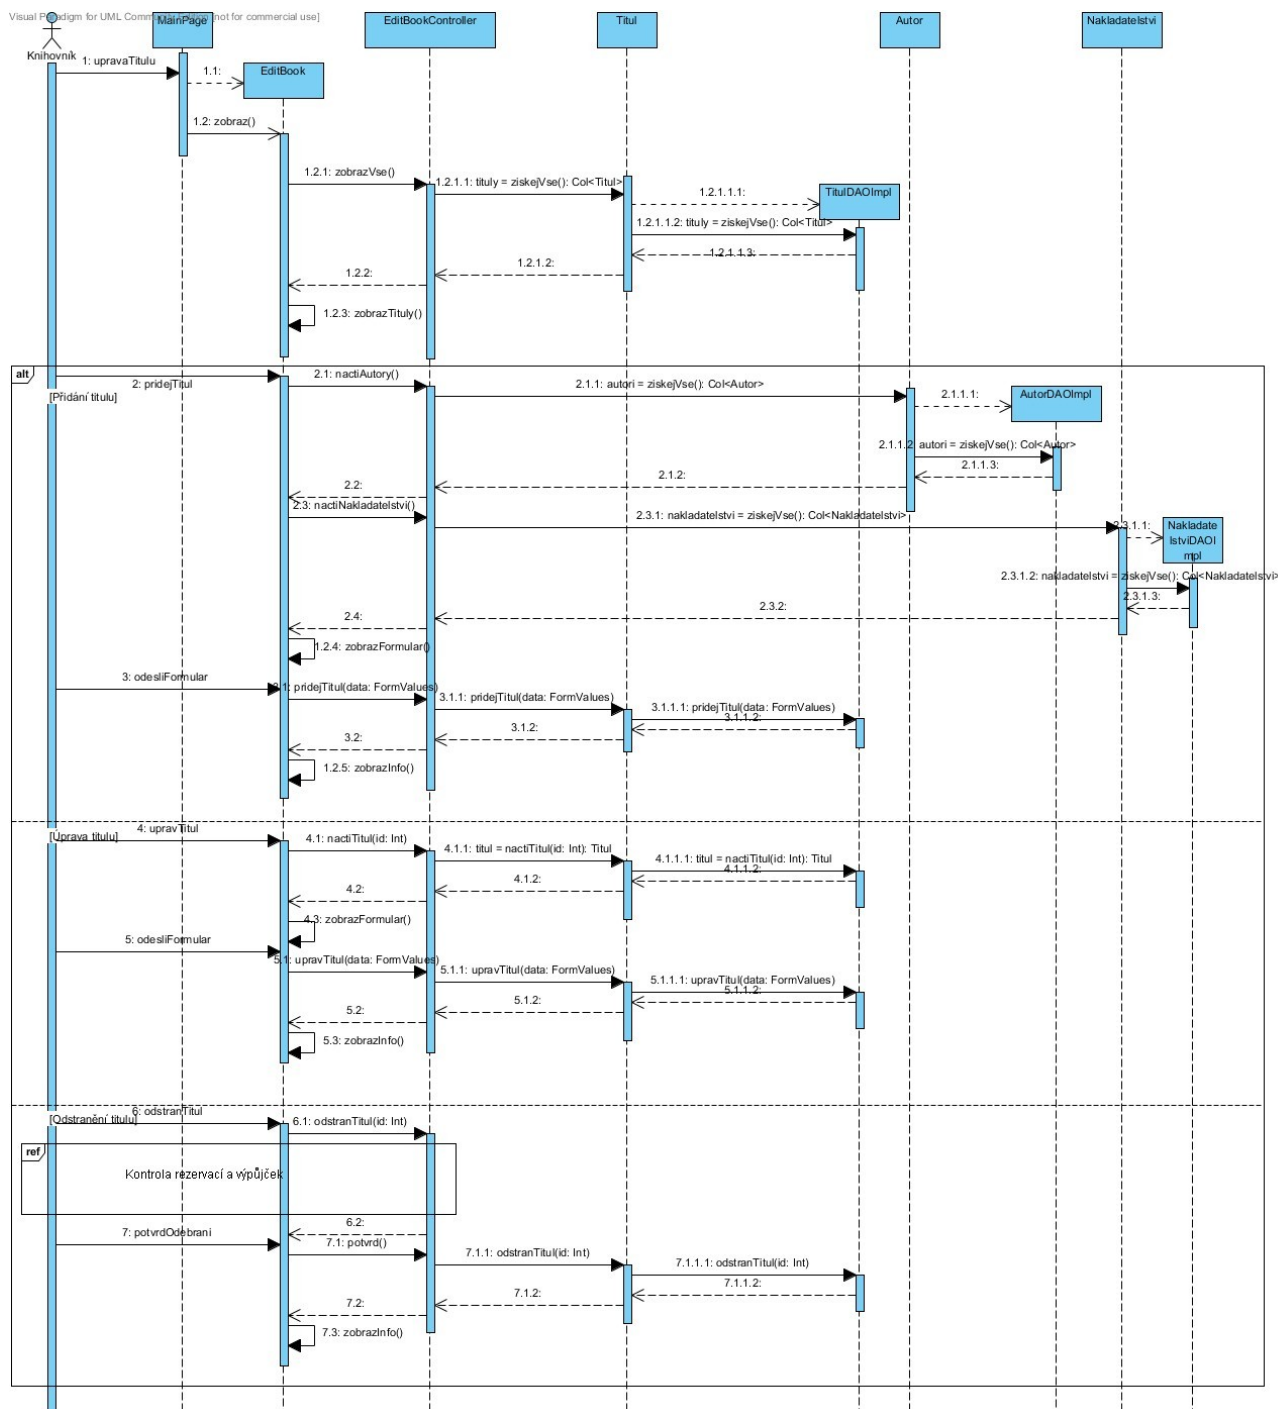 Visual Paradigm for UML Community Edition [not for commercial use]
Knihovník
MainPage
EditBookController
Titul
Autor
Nakladatelstvi
1: upravaTitulu
1.1:
EditBook
1.2: zobraz()
1.2.1: zobrazVse()
1.2.1.1: tituly = ziskejVse(): Col<Titul>
1.2.1.1.1:
TitulDAOImpl
1.2.1.1.2: tituly = ziskejVse(): Col<Titul>
1.2.1.1.3:
1.2.1.2:
1.2.2:
1.2.3: zobrazTituly()
alt
[Přidání titulu]
2: pridejTitul
2.1: nactiAutory()
2.1.1: autori = ziskejVse(): Col<Autor>
2.1.1.1:
AutorDAOImpl
2.1.1.2: autori = ziskejVse(): Col<Autor>
2.1.1.3:
2.1.2:
2.2:
2.3: nactiNakladatelstvi()
2.3.1: nakladatelstvi = ziskejVse(): Col<Nakladatelstvi>
2.3.1.1:
Nakladate
lstviDAOI
mpl
2.3.1.2: nakladatelstvi = ziskejVse(): Col<Nakladatelstvi>
2.3.1.3:
2.3.2:
2.4:
1.2.4: zobrazFormular()
3: odesliFormular
3.1: pridejTitul(data: FormValues)
3.1.1: pridejTitul(data: FormValues)
3.1.1.1: pridejTitul(data: FormValues)
3.1.1.2:
3.1.2:
3.2:
1.2.5: zobrazInfo()
[Úprava titulu]
4: upravTitul
4.1: nactiTitul(id: Int)
4.1.1: titul = nactiTitul(id: Int): Titul
4.1.1.1: titul = nactiTitul(id: Int): Titul
4.1.1.2:
4.1.2:
4.2:
4.3: zobrazFormular()
5: odesliFormular
5.1: upravTitul(data: FormValues)
5.1.1: upravTitul(data: FormValues)
5.1.1.1: upravTitul(data: FormValues)
5.1.1.2:
5.1.2:
5.2:
5.3: zobrazInfo()
[Odstranění titulu]
6: odstranTitul
6.1: odstranTitul(id: Int)
ref
Kontrola rezervací a výpůjček
6.2:
7: potvrdOdebrani
7.1: potvrd()
7.1.1: odstranTitul(id: Int)
7.1.1.1: odstranTitul(id: Int)
7.1.1.2:
7.1.2:
7.2:
7.3: zobrazInfo()